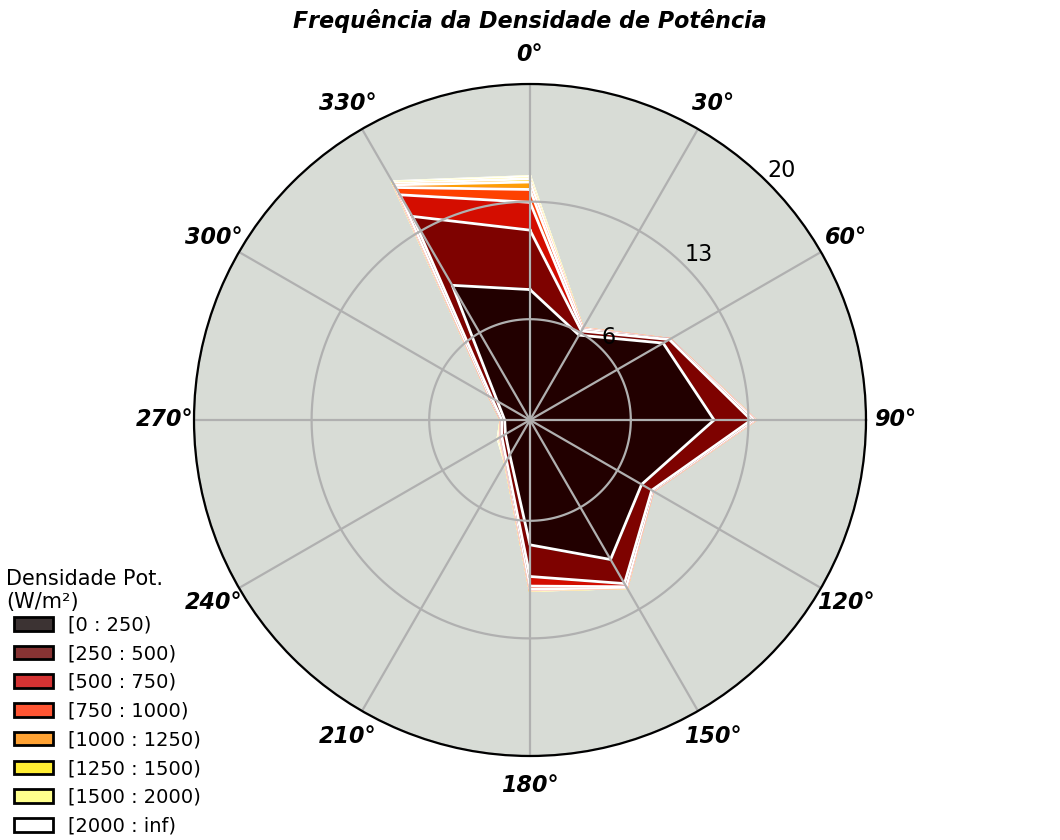 Frequência da Densidade de Potência
0°
330°
30°
20
300°
60°
13
6
270°
90°
Densidade Pot.
(W/m²)
240°
120°
[0 : 250)
[250 : 500)
[500 : 750)
[750 : 1000)
210°
150°
[1000 : 1250)
[1250 : 1500)
180°
[1500 : 2000)
[2000 : inf)